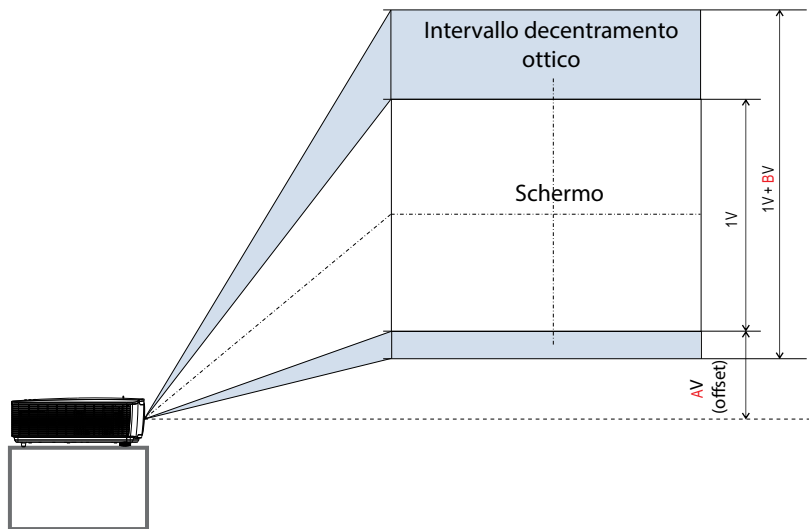 Intervallo decentramento
ottico
Schermo
1V
1V + BV
AV
(offset)